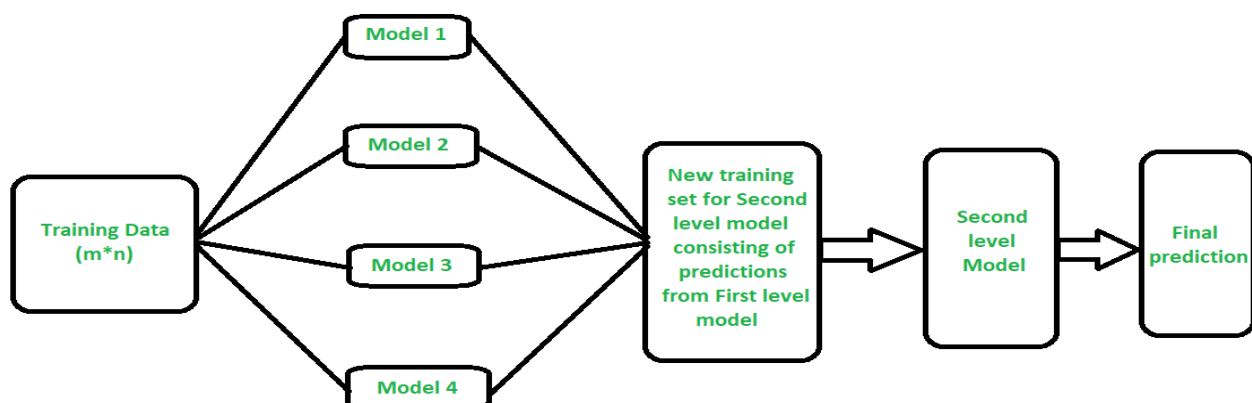 Training Data
(m*n)
Model 1
Model 2
Model 3
Model 4
New training
set for Second
level model
consisting of
predictions
from First level
model
Second
level
Model
Final
prediction